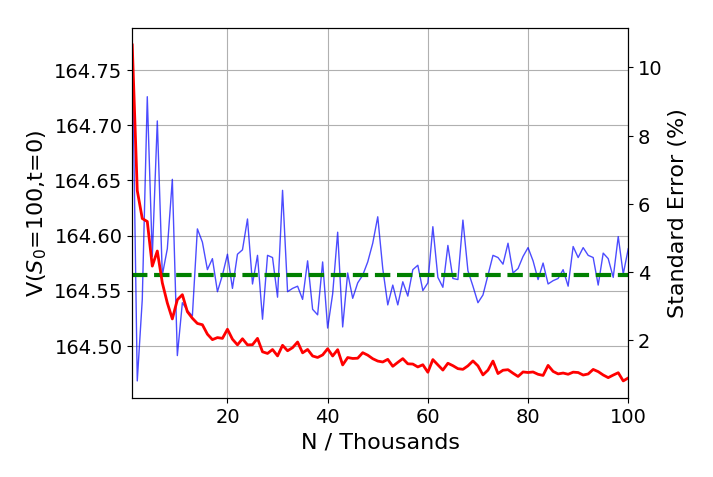 164.75
164.70
164.65
164.60
164.55
164.50
V(S₀=100,t=0)
10
8
6
4
2
Standard Error (%)
20 40 60 80 100
N / Thousands